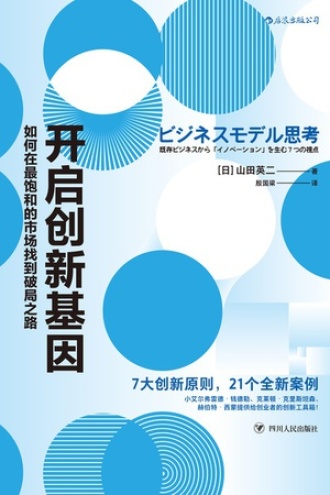 后浪出版公司
ビジネスモデル思考
既存ビジネスから「イノベーション」を生む7つの視点
[日] 山田英二 著
殷国梁 译
开启创新基因
如何在最饱和的市场找到破局之路
7大创新原则，21个全新案例
小艾尔弗雷德·钱德勒、克莱顿·克里斯坦森、
赫伯特·西蒙提供给创业者的创新工具箱！
四川人民出版社